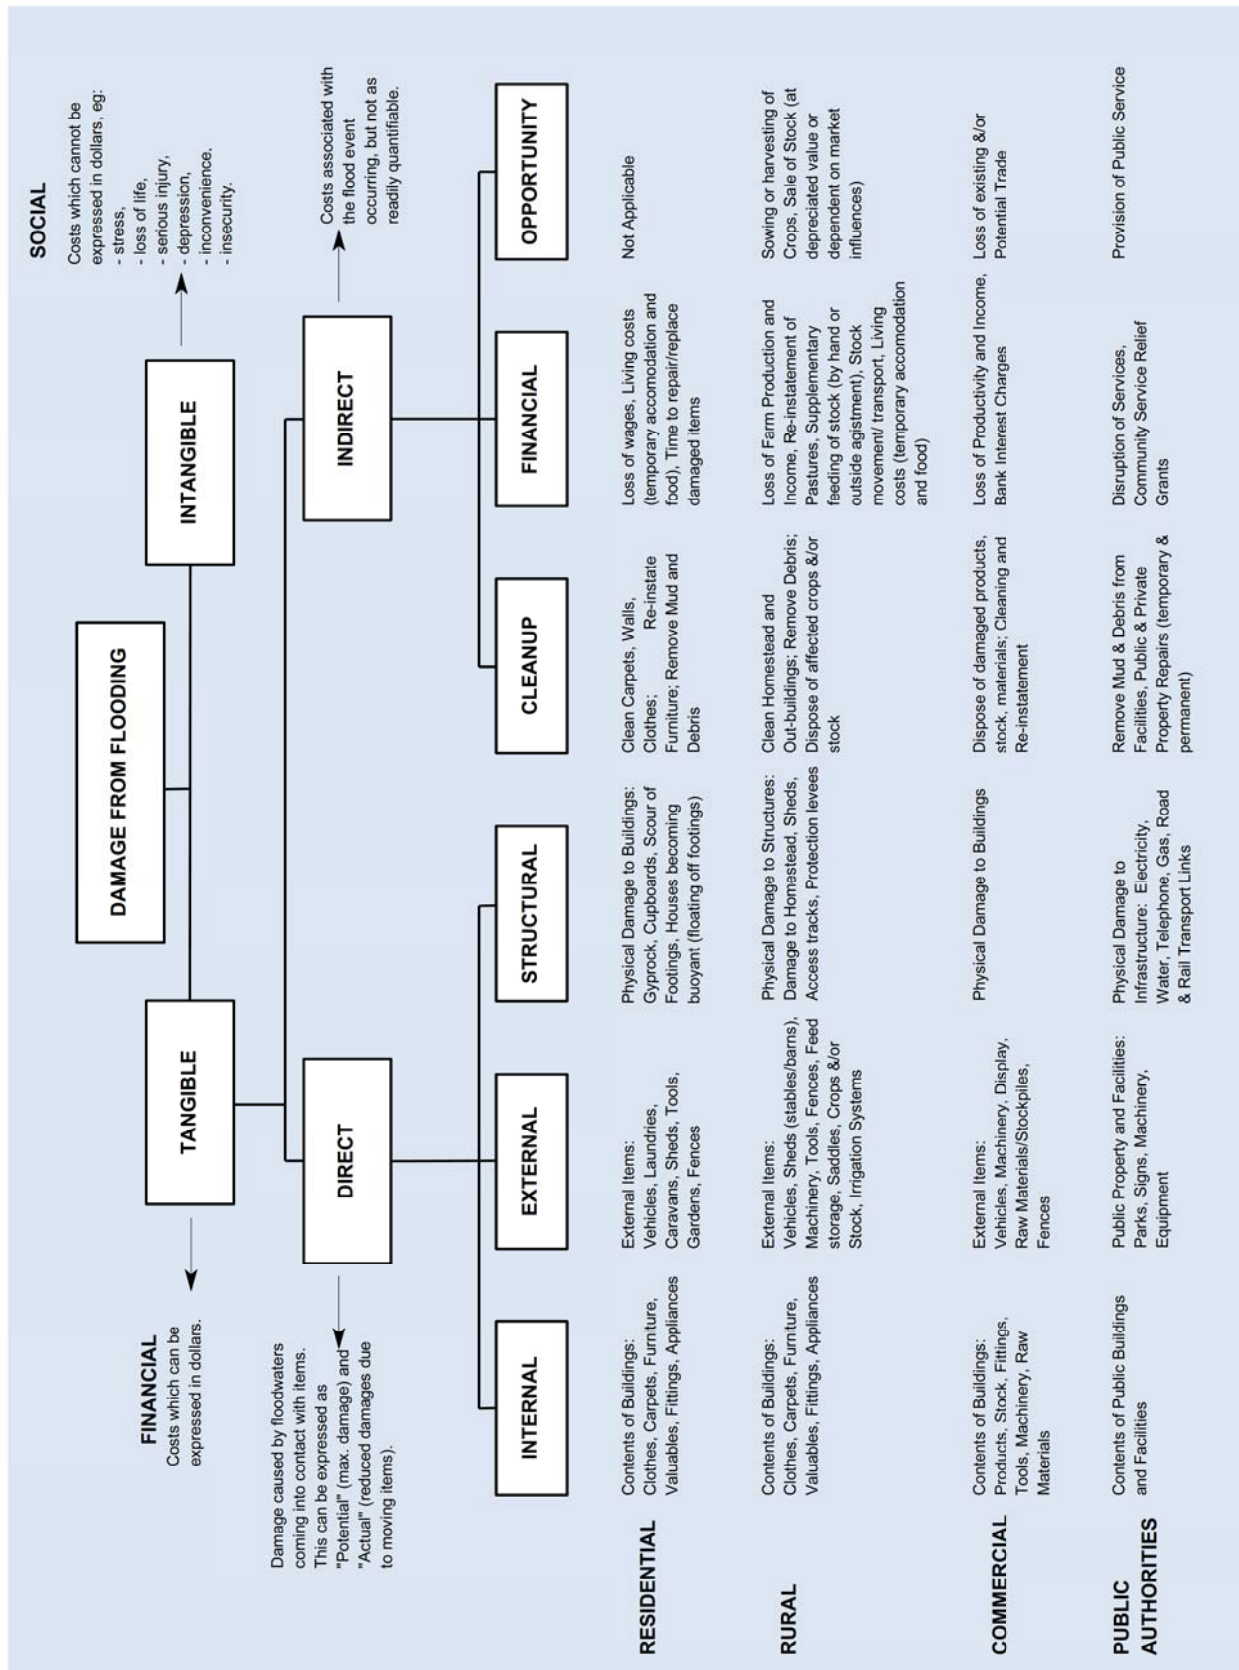 DAMAGE FROM FLOODING
FINANCIAL
Costs which can be
expressed in dollars.
TANGIBLE
INTANGIBLE
SOCIAL
Costs which cannot be
expressed in dollars, eg:
- stress,
- loss of life,
- serious injury,
- depression,
- inconvenience.
- insecurity.
Damage caused by floodwaters
coming into contact with items.
This can be expressed as
"Potential" (max. damage) and
"Actual" (reduced damages due
to moving items).
DIRECT
INDIRECT
Costs associated with
the flood event
occurring, but not as
readily quantifiable.
INTERNAL
EXTERNAL
STRUCTURAL
CLEANUP
FINANCIAL
OPPORTUNITY
RESIDENTIAL
Contents of Buildings:
Clothes, Carpets, Furniture,
Valuables, Fittings, Appliances
External Items:
Vehicles, Laundries,
Caravans, Sheds, Tools,
Gardens, Fences
Physical Damage to Buildings:
Gyprock, Cupboards, Scour of
Footings, Houses becoming
buoyant (floating off footings)
Clean Carpets, Walls,
Clothes; Re-instate
Furniture; Remove Mud and
Debris
Loss of wages, Living costs
(temporary accomodation and
food), Time to repair/replace
damaged items
Not Applicable
RURAL
Contents of Buildings:
Clothes, Carpets, Furniture,
Valuables, Fittings, Appliances
External Items:
Vehicles, Sheds (stables/barns),
Machinery, Tools, Fences, Feed
storage, Saddles, Crops &/or
Stock, Irrigation Systems
Physical Damage to Structures:
Damage to Homestead, Sheds,
Access tracks, Protection levees
Clean Homestead and
Out-buildings; Remove Debris;
Dispose of affected crops &/or
stock
Loss of Farm Production and
Income, Re-instatement of
Pastures, Supplementary
feeding of stock (by hand or
outside agistment), Stock
movement/ transport, Living
costs (temporary accomodation
and food)
Sowing or harvesting of
Crops, Sale of Stock (at
depreciated value or
dependent on market
influences)
COMMERCIAL
Contents of Buildings:
Products, Stock, Fittings,
Tools, Machinery, Raw
Materials
External Items:
Vehicles, Machinery, Display,
Raw Materials/Stockpiles,
Fences
Physical Damage to Buildings
Dispose of damaged products,
stock, materials; Cleaning and
Re-instatement
Loss of Productivity and Income,
Bank Interest Charges
Loss of existing &/or
Potential Trade
PUBLIC
AUTHORITIES
Contents of Public Buildings
and Facilities
Public Property and Facilities:
Parks, Signs, Machinery,
Equipment
Physical Damage to
Infrastructure: Electricity,
Water, Telephone, Gas, Road
& Rail Transport Links
Remove Mud & Debris from
Facilities, Public & Private
Property Repairs (temporary &
permanent)
Disruption of Services,
Community Service Relief
Grants
Provision of Public Service